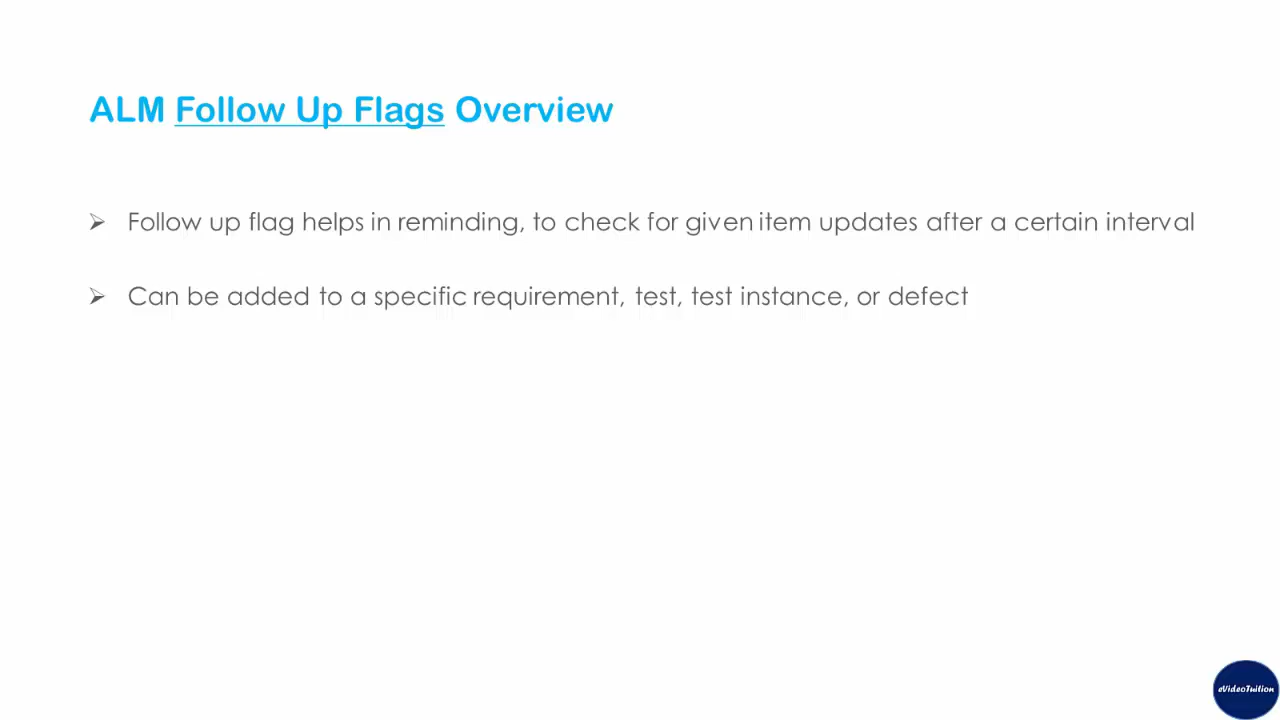 ALM Follow Up Flags Overview
➢ Follow up flag helps in reminding, to check for given item updates after a certain interval
➢ Can be added to a specific requirement, test, test instance, or defect
eVideoTuition